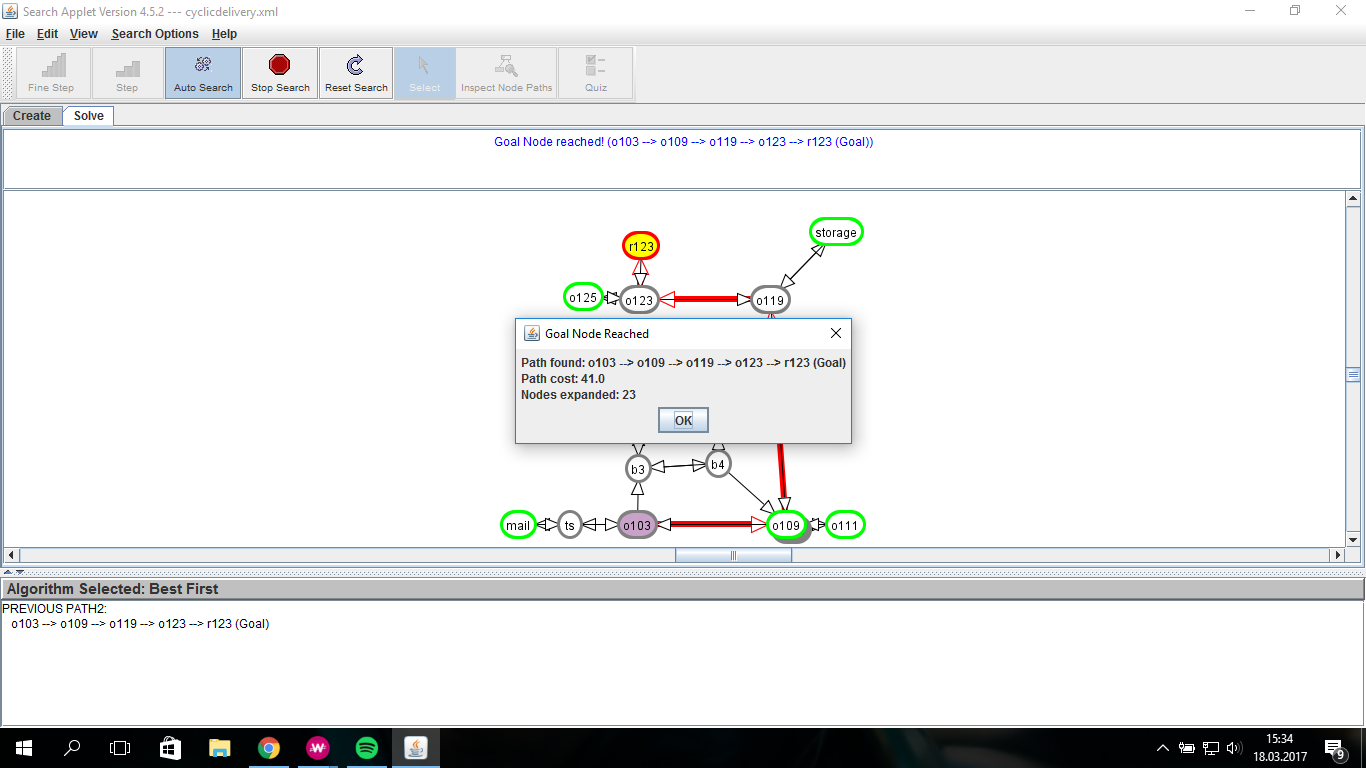 Search Applet Version 4.5.2 --- cyclicdelivery.xml
File Edit View Search Options Help
Fine Step Step Auto Search Stop Search Reset Search Select Inspect Node Paths Quiz
Create Solve
Goal Node reached! (o103 --> o109 --> o119 --> o123 --> r123 (Goal))
storage
r123
o125 o123 o119
Goal Node Reached
Path found: o103 --> o109 --> o119 --> o123 --> r123 (Goal)
Path cost: 41.0
Nodes expanded: 23
OK
b3 b4
mail ts o103 o109 o111
Algorithm Selected: Best First
PREVIOUS PATH2:
o103 --> o109 --> o119 --> o123 --> r123 (Goal)
15:34
18.03.2017
9